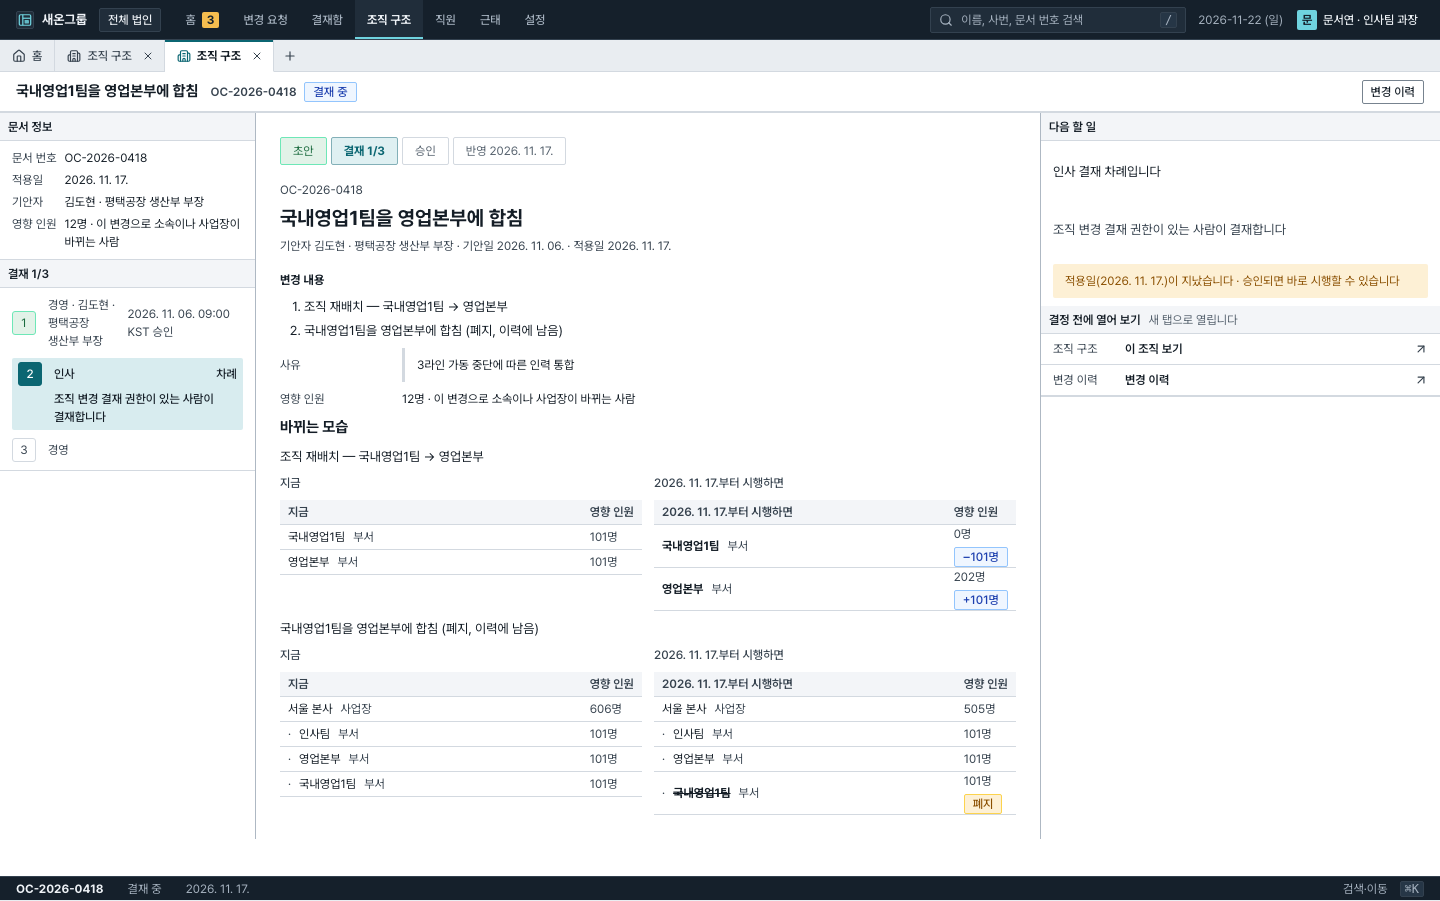 새온그룹 전체 법인 홈 3 변경 요청 결재함 조직 구조 직원 근태 설정 이름, 사번, 문서 번호 검색 / 2026-11-22 (일) 문 문서연 · 인사팀 과장
홈 조직 구조 조직 구조
국내영업1팀을 영업본부에 합침 OC-2026-0418 결재 중 변경 이력
문서 정보
문서 번호 OC-2026-0418
적용일 2026. 11. 17.
기안자 김도현 · 평택공장 생산부 부장
영향 인원 12명 · 이 변경으로 소속이나 사업장이
바뀌는 사람
결재 1/3
1 경영 · 김도현 ·
평택공장
생산부 부장
2026. 11. 06. 09:00
KST 승인
2 인사 차례
조직 변경 결재 권한이 있는 사람이
결재합니다
3 경영
초안 결재 1/3 승인 반영 2026. 11. 17.
OC-2026-0418
국내영업1팀을 영업본부에 합침
기안자 김도현 · 평택공장 생산부 부장 · 기안일 2026. 11. 06. · 적용일 2026. 11. 17.
변경 내용
1. 조직 재배치 — 국내영업1팀 → 영업본부
2. 국내영업1팀을 영업본부에 합침 (폐지, 이력에 남음)
사유 3라인 가동 중단에 따른 인력 통합
영향 인원 12명 · 이 변경으로 소속이나 사업장이 바뀌는 사람
바뀌는 모습
조직 재배치 — 국내영업1팀 → 영업본부
지금
지금 영향 인원
국내영업1팀 부서 101명
영업본부 부서 101명
2026. 11. 17.부터 시행하면
2026. 11. 17.부터 시행하면 영향 인원
국내영업1팀 부서 0명
−101명
영업본부 부서 202명
+101명
국내영업1팀을 영업본부에 합침 (폐지, 이력에 남음)
지금
지금 영향 인원
서울 본사 사업장 606명
· 인사팀 부서 101명
· 영업본부 부서 101명
· 국내영업1팀 부서 101명
2026. 11. 17.부터 시행하면
2026. 11. 17.부터 시행하면 영향 인원
서울 본사 사업장 505명
· 인사팀 부서 101명
· 영업본부 부서 101명
· 국내영업1팀 부서 101명
폐지
다음 할 일
인사 결재 차례입니다
조직 변경 결재 권한이 있는 사람이 결재합니다
적용일(2026. 11. 17.)이 지났습니다 · 승인되면 바로 시행할 수 있습니다
결정 전에 열어 보기 새 탭으로 열립니다
조직 구조 이 조직 보기
변경 이력 변경 이력
OC-2026-0418 결재 중 2026. 11. 17. 검색·이동 ⌘K